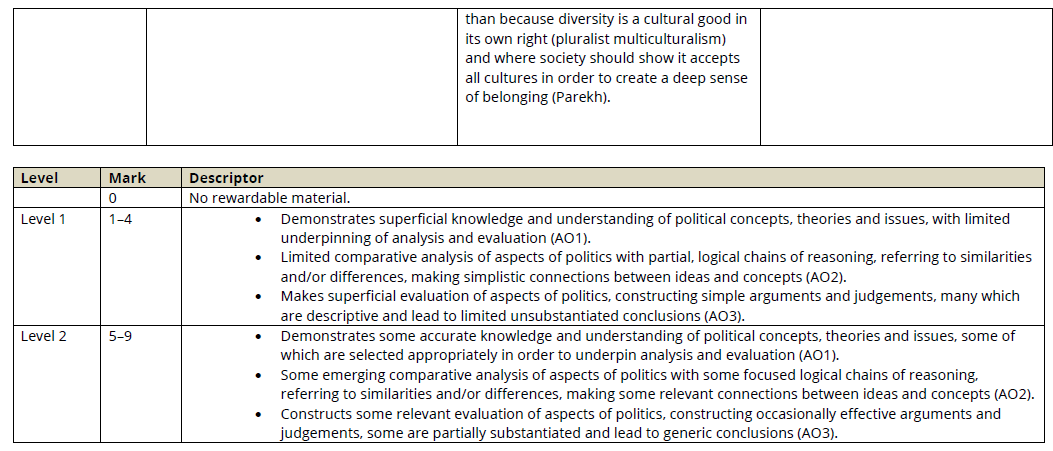 than because diversity is a cultural good in
its own right (pluralist multiculturalism)
and where society should show it accepts
all cultures in order to create a deep sense
of belonging (Parekh).
Level Mark Descriptor
0 No rewardable material.
Level 1 1–4 • Demonstrates superficial knowledge and understanding of political concepts, theories and issues, with limited
underpinning of analysis and evaluation (AO1).
• Limited comparative analysis of aspects of politics with partial, logical chains of reasoning, referring to similarities
and/or differences, making simplistic connections between ideas and concepts (AO2).
• Makes superficial evaluation of aspects of politics, constructing simple arguments and judgements, many which
are descriptive and lead to limited unsubstantiated conclusions (AO3).
Level 2 5–9 • Demonstrates some accurate knowledge and understanding of political concepts, theories and issues, some of
which are selected appropriately in order to underpin analysis and evaluation (AO1).
• Some emerging comparative analysis of aspects of politics with some focused logical chains of reasoning,
referring to similarities and/or differences, making some relevant connections between ideas and concepts (AO2).
• Constructs some relevant evaluation of aspects of politics, constructing occasionally effective arguments and
judgements, some are partially substantiated and lead to generic conclusions (AO3).